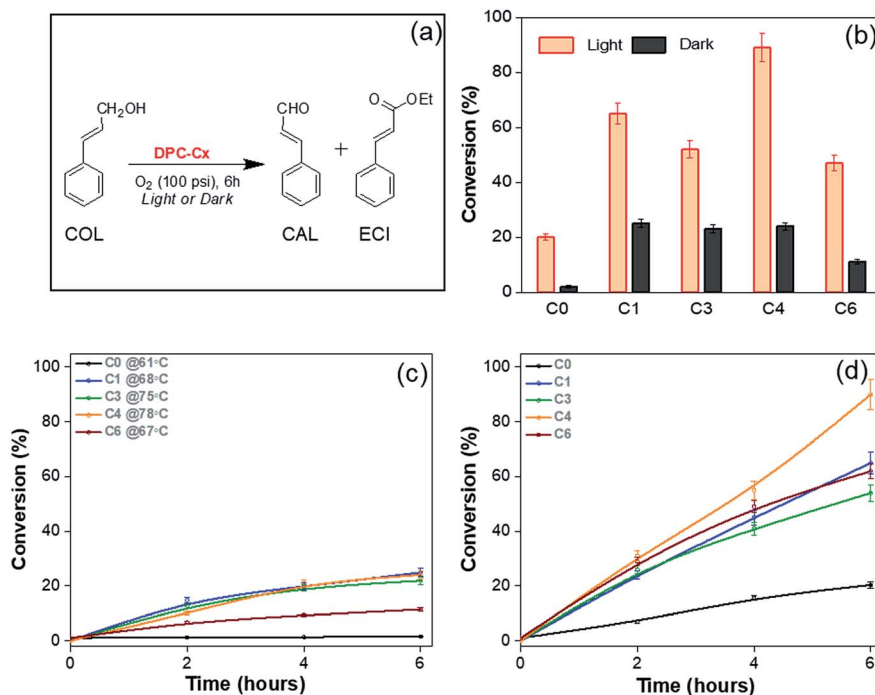 (a)
CH₂OH
COL
DPC-Cx
O₂ (100 psi), 6h
Light or Dark
CHO
CAL
+
O
OEt
ECI
(b)
Light
Dark
Conversion (%)
100
80
60
40
20
0
C0 C1 C3 C4 C6
(c)
C0 @61°C
C1 @68°C
C3 @75°C
C4 @78°C
C6 @67°C
Conversion (%)
100
80
60
40
20
0
0 2 4 6
Time (hours)
(d)
C0
C1
C3
C4
C6
Conversion (%)
100
80
60
40
20
0
0 2 4 6
Time (hours)